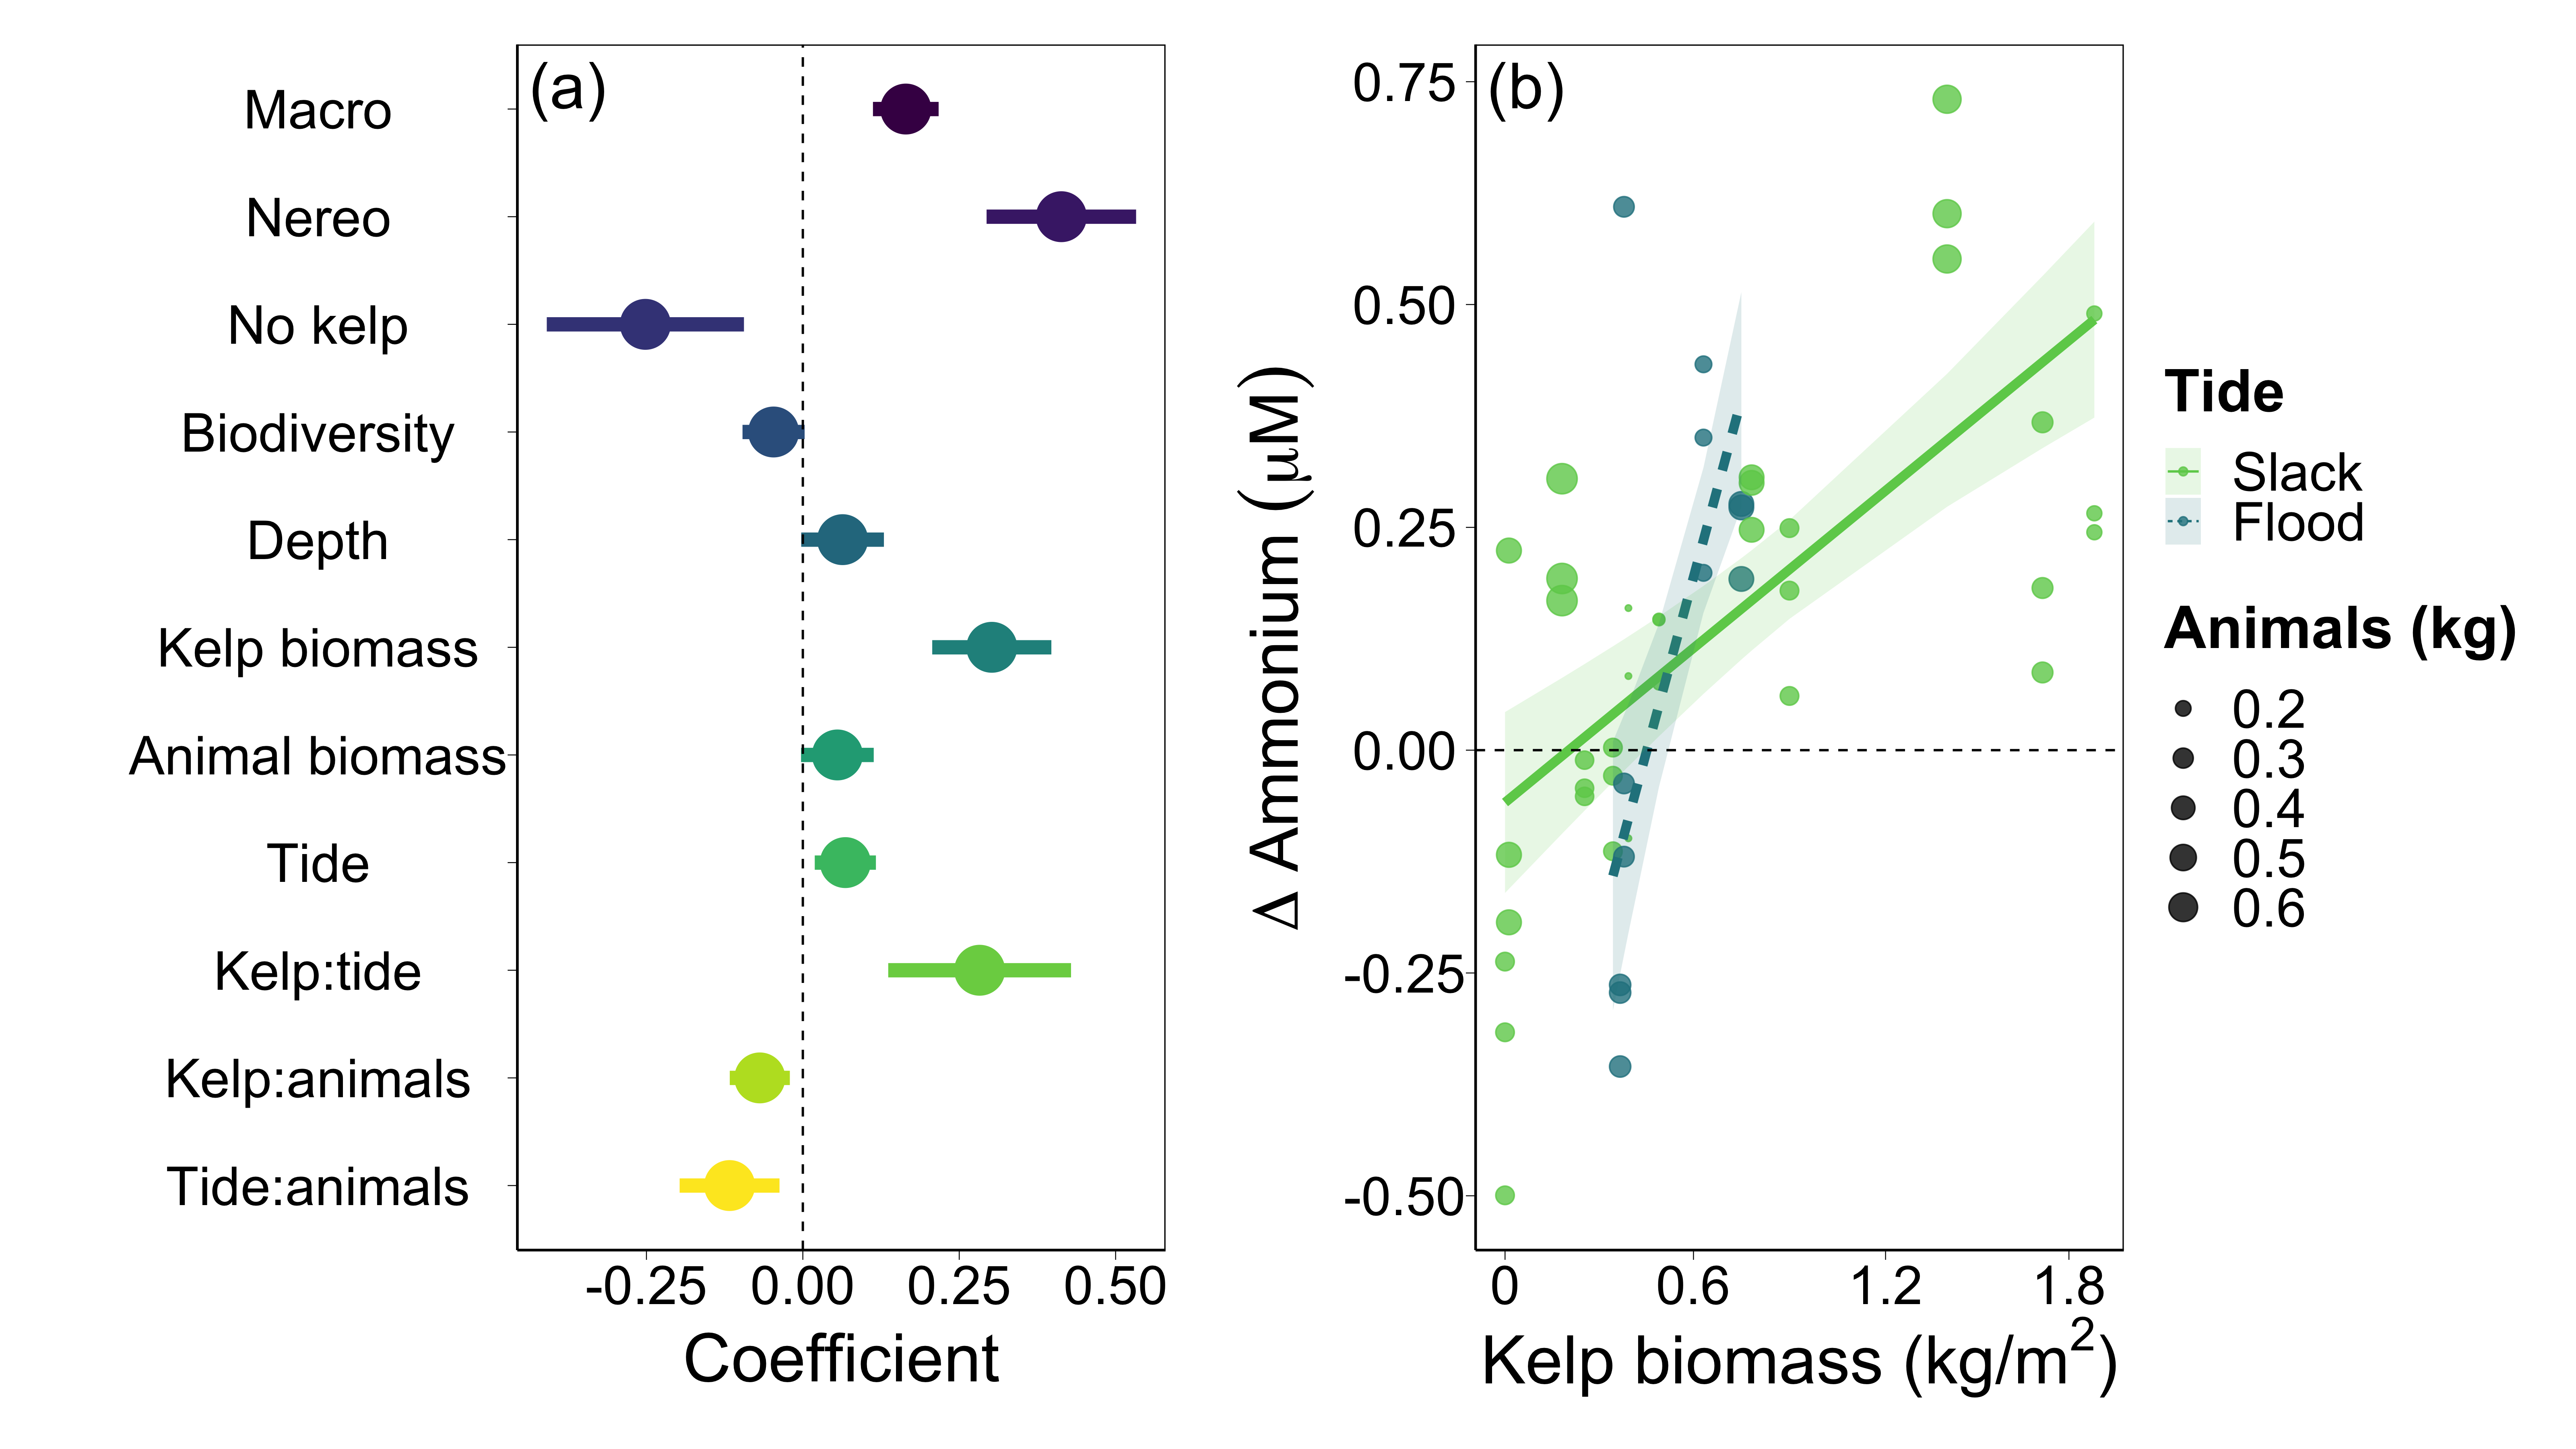 (a)
Macro
Nereo
No kelp
Biodiversity
Depth
Kelp biomass
Animal biomass
Tide
Kelp:tide
Kelp:animals
Tide:animals
-0.25 0.00 0.25 0.50
Coefficient
(b)
Δ Ammonium (μM)
0.75
0.50
0.25
0.00
-0.25
-0.50
0 0.6 1.2 1.8
Kelp biomass (kg/m²)
Tide
Slack
Flood
Animals (kg)
0.2
0.3
0.4
0.5
0.6